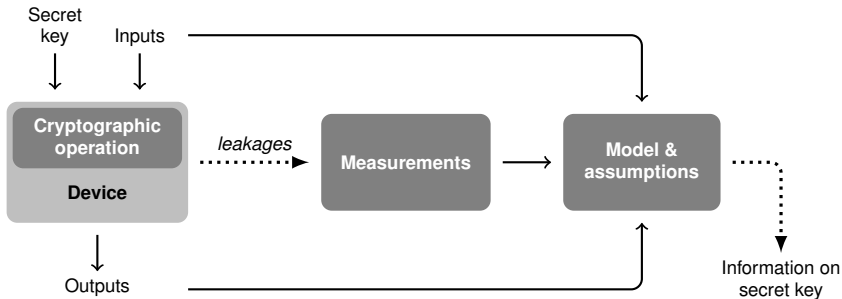 Secret
key
Inputs
Cryptographic
operation
Device
leakages
Measurements
Model &
assumptions
Outputs
Information on
secret key